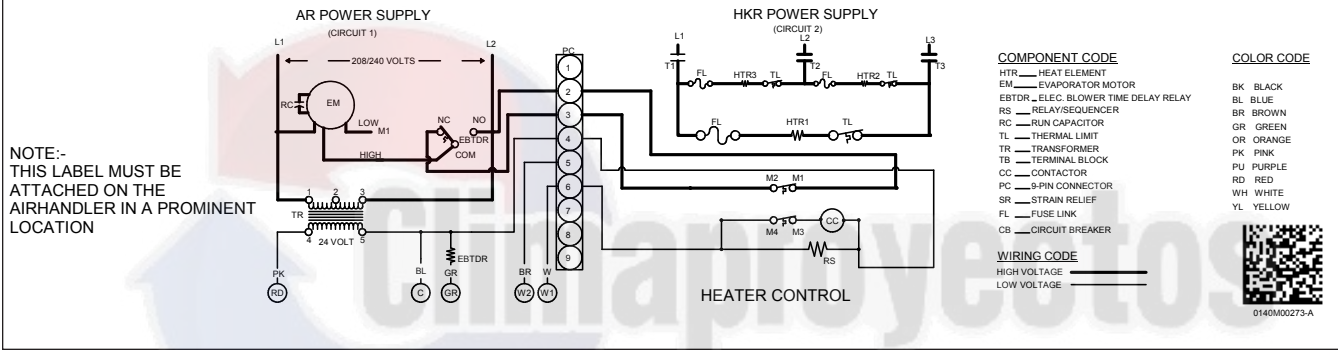 AR POWER SUPPLY
(CIRCUIT 1)
L1
L2
208/240 VOLTS
RC
EM
LOW
M1
HIGH
NC
NO
EBTDR
COM
1 2 3
TR
4 5
24 VOLT
PK
RD
BL
C
EBTDR
GR
GR
BR
W2
W
W1
PC
1
2
3
4
5
6
7
8
9
HKR POWER SUPPLY
(CIRCUIT 2)
L1
L2
L3
T1
T2
T3
FL HTR3 TL FL HTR2 TL
FL HTR1 TL
M2 M1
M4 M3
CC
RS
HEATER CONTROL
NOTE:-
THIS LABEL MUST BE
ATTACHED ON THE
AIRHANDLER IN A PROMINENT
LOCATION
COMPONENT CODE
HTR HEAT ELEMENT
EM EVAPORATOR MOTOR
EBTDR ELEC. BLOWER TIME DELAY RELAY
RS RELAY/SEQUENCER
RC RUN CAPACITOR
TL THERMAL LIMIT
TR TRANSFORMER
TB TERMINAL BLOCK
CC CONTACTOR
PC 9-PIN CONNECTOR
SR STRAIN RELIEF
FL FUSE LINK
CB CIRCUIT BREAKER
WIRING CODE
HIGH VOLTAGE
LOW VOLTAGE
COLOR CODE
BK BLACK
BL BLUE
BR BROWN
GR GREEN
OR ORANGE
PK PINK
PU PURPLE
RD RED
WH WHITE
YL YELLOW
0140M00273-A
Climaproyectos